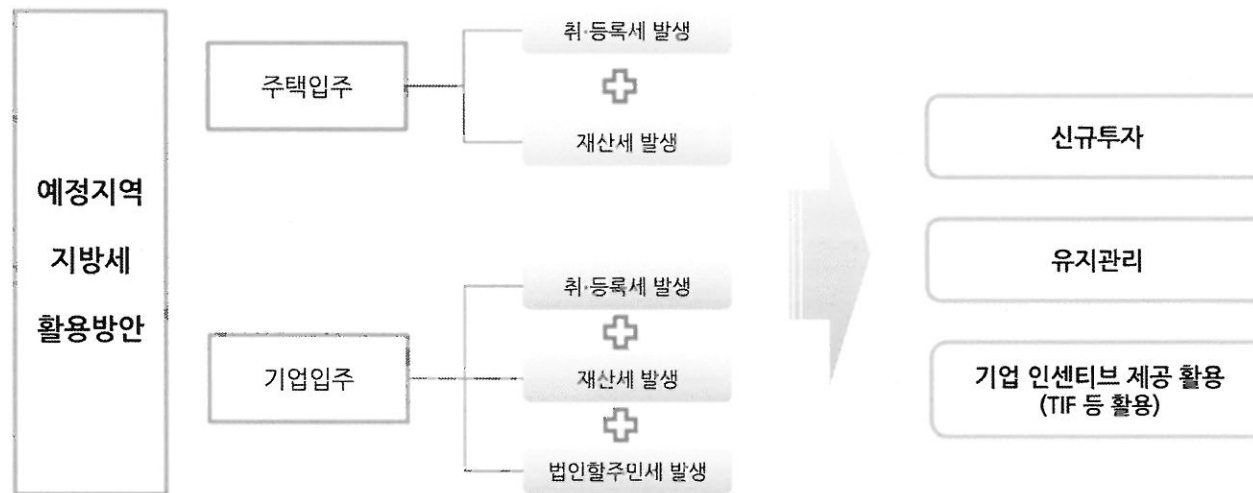 예정지역
지방세
활용방안
주택입주
취·등록세 발생
재산세 발생
기업입주
취·등록세 발생
재산세 발생
법인할주민세 발생
신규투자
유지관리
기업 인센티브 제공 활용
(TIF 등 활용)